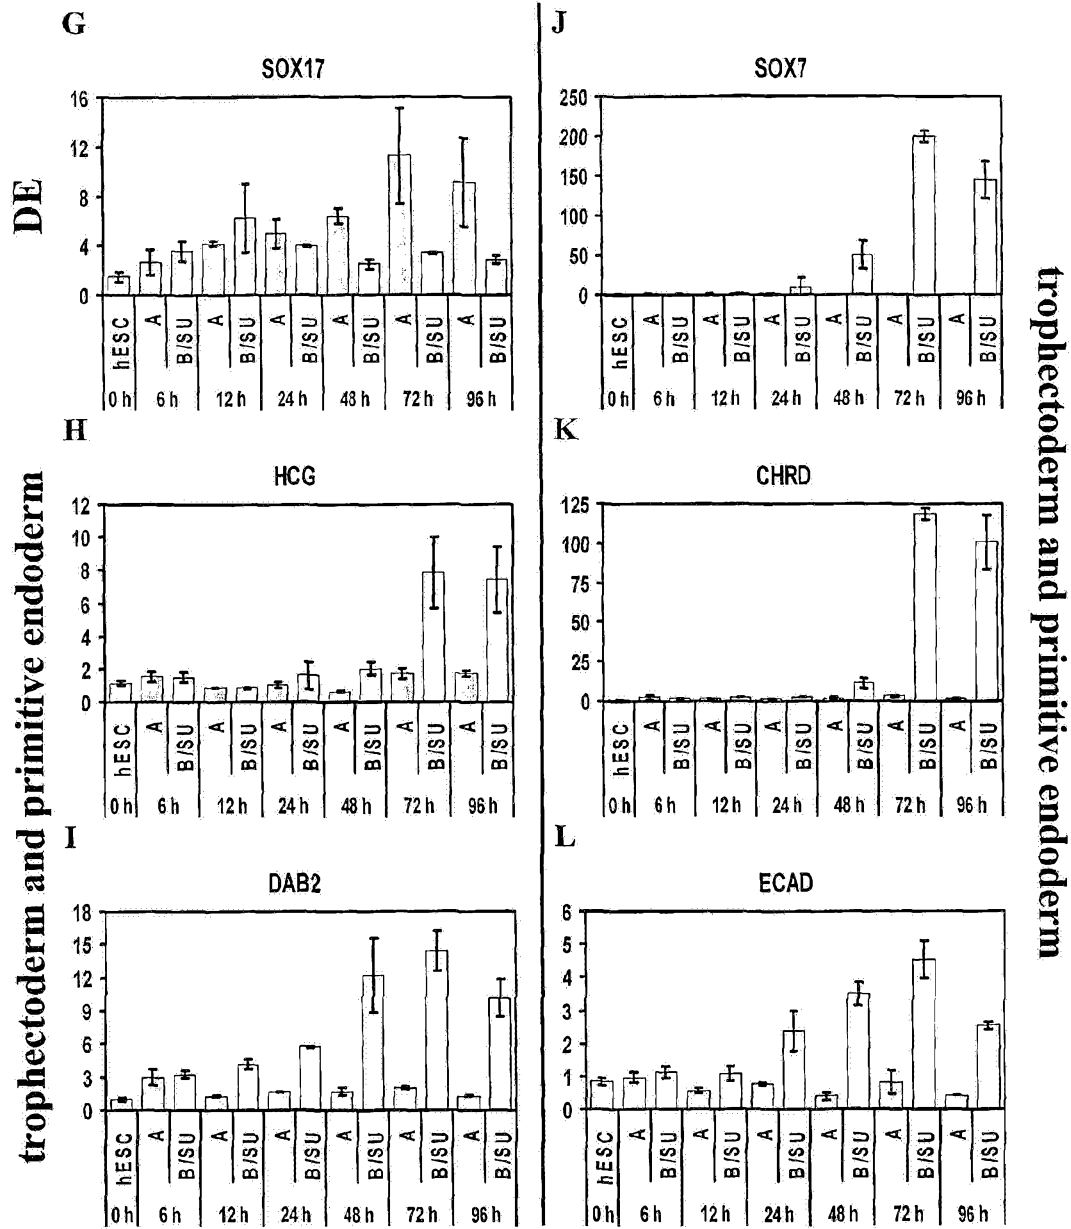 G
SOX17
DE
16
12
8
4
0
hESC A B/SU A B/SU A B/SU A B/SU A B/SU A B/SU
0 h 6 h 12 h 24 h 48 h 72 h 96 h
H
HCG
trophectoderm and primitive endoderm
12
10
8
6
4
2
0
hESC A B/SU A B/SU A B/SU A B/SU A B/SU A B/SU
0 h 6 h 12 h 24 h 48 h 72 h 96 h
I
DAB2
18
15
12
9
6
3
0
hESC A B/SU A B/SU A B/SU A B/SU A B/SU A B/SU
0 h 6 h 12 h 24 h 48 h 72 h 96 h
J
SOX7
250
200
150
100
50
0
hESC A B/SU A B/SU A B/SU A B/SU A B/SU A B/SU
0 h 6 h 12 h 24 h 48 h 72 h 96 h
trophectoderm and primitive endoderm
K
CHRD
125
100
75
50
25
0
hESC A B/SU A B/SU A B/SU A B/SU A B/SU A B/SU
0 h 6 h 12 h 24 h 48 h 72 h 96 h
L
ECAD
6
5
4
3
2
1
0
hESC A B/SU A B/SU A B/SU A B/SU A B/SU A B/SU
0 h 6 h 12 h 24 h 48 h 72 h 96 h